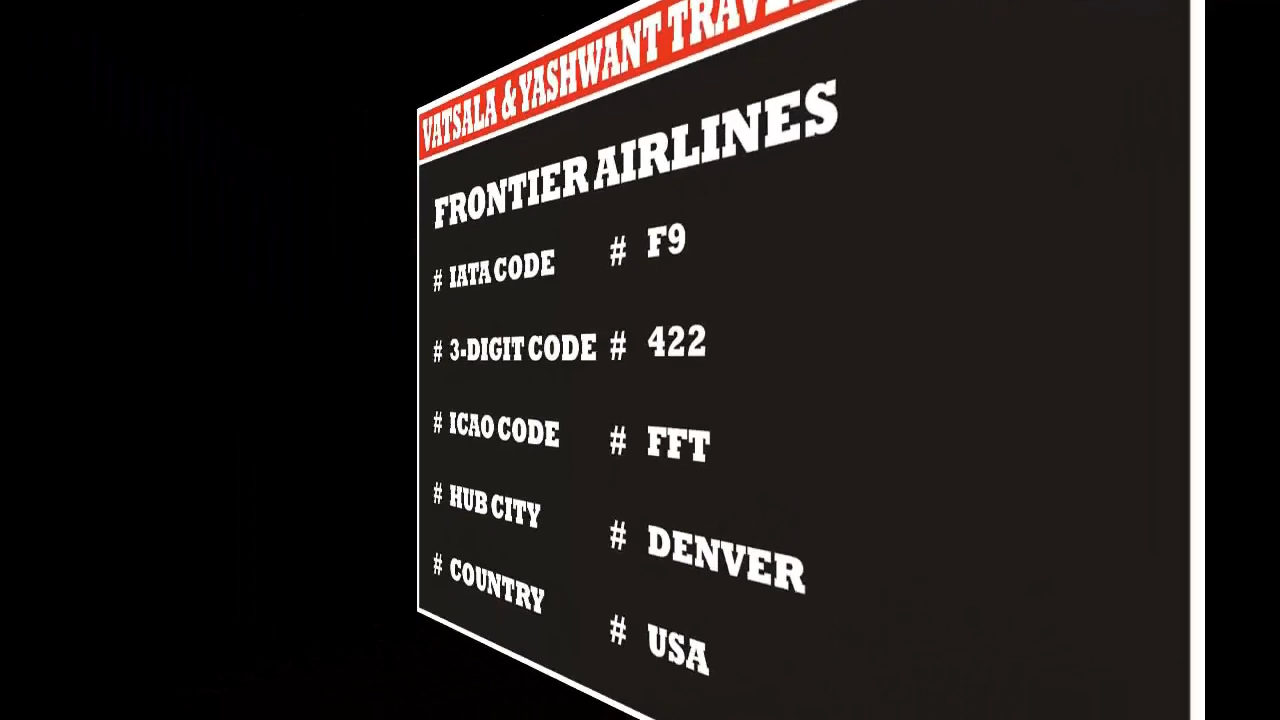 VATSALA & YASHWANT
FRONTIER AIRLINES
# IATA CODE # F9
# 3-DIGIT CODE # 422
# ICAO CODE # FFT
# HUB CITY # DENVER
# COUNTRY # USA